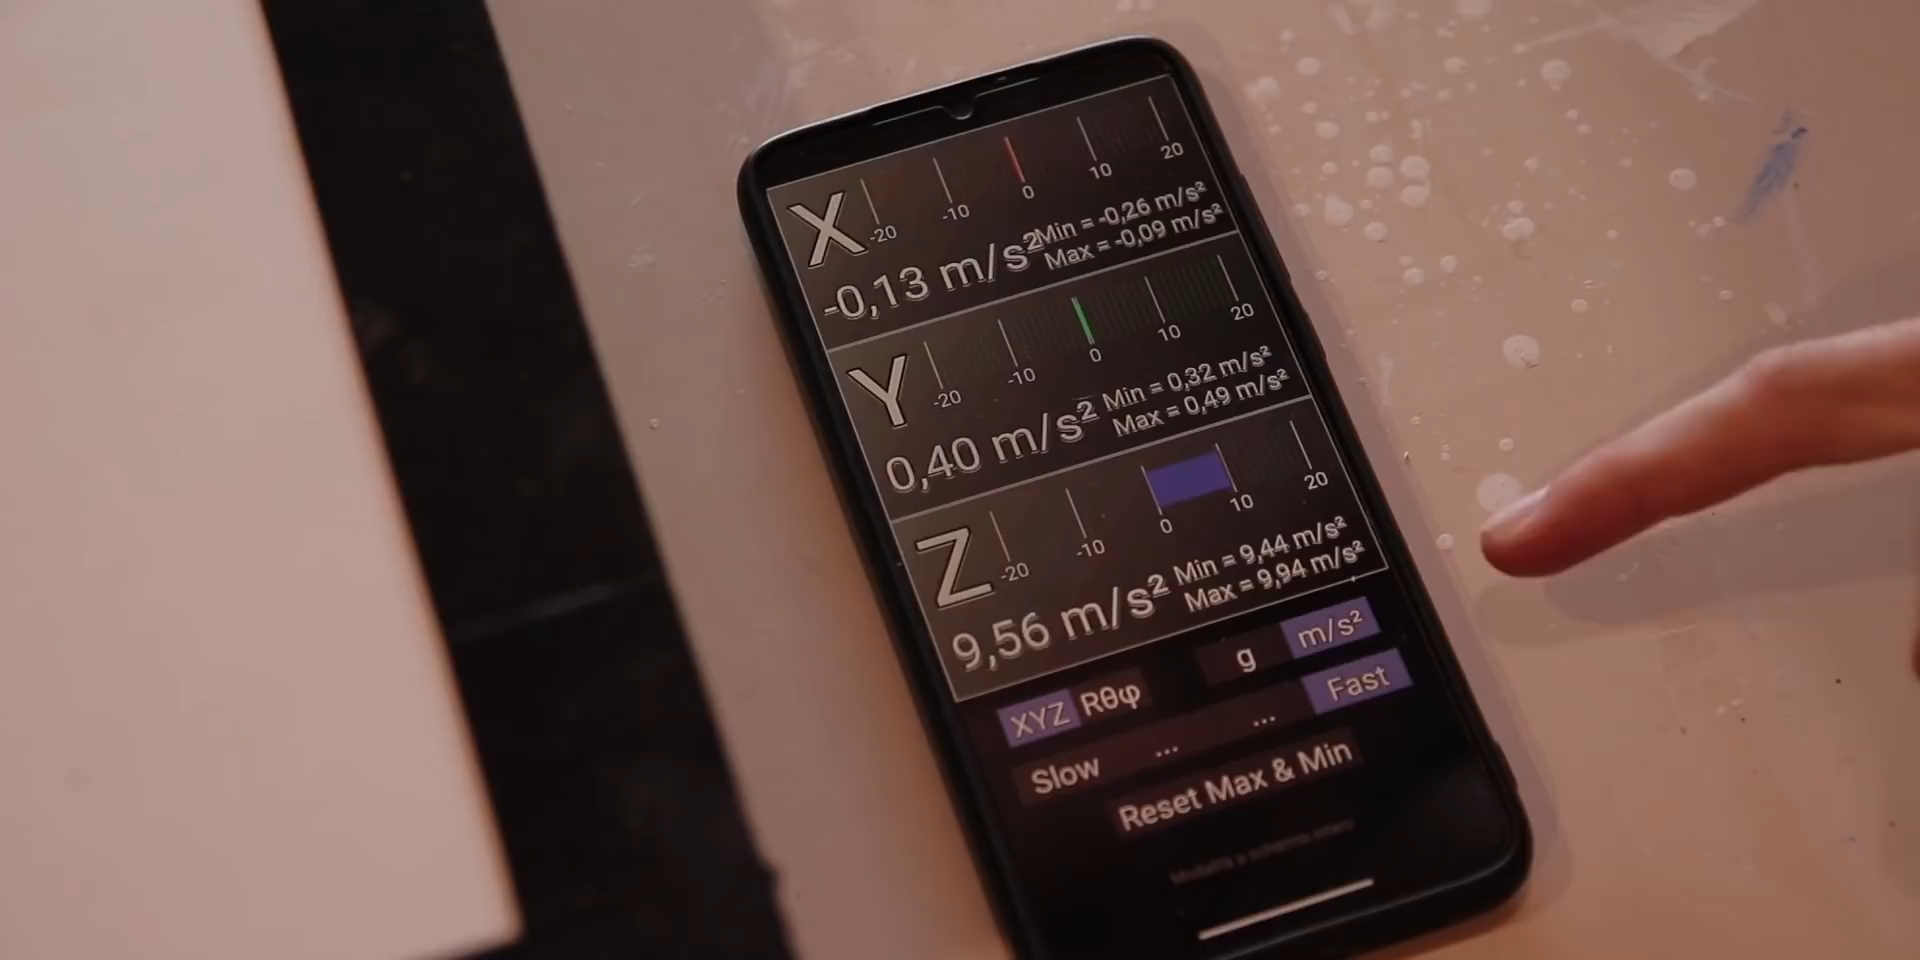 X
-20 -10 0 10 20
-0,13 m/s²
Min = -0,26 m/s²
Max = -0,09 m/s²
Y
-20 -10 0 10 20
0,40 m/s²
Min = 0,32 m/s²
Max = 0,49 m/s²
Z
-20 -10 0 10 20
9,56 m/s²
Min = 9,44 m/s²
Max = 9,94 m/s²
XYZ Rθφ g m/s²
Slow ... ... Fast
Reset Max & Min